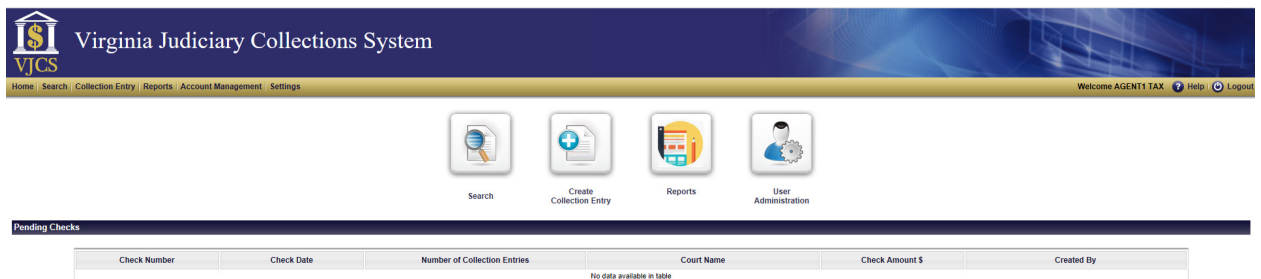 $
VJCS
Virginia Judiciary Collections System
Home Search Collection Entry Reports Account Management Settings
Welcome AGENT1 TAX ? Help Logout
Search
Create
Collection Entry
Reports
User
Administration
Pending Checks
Check Number Check Date Number of Collection Entries Court Name Check Amount $ Created By
No data available in table